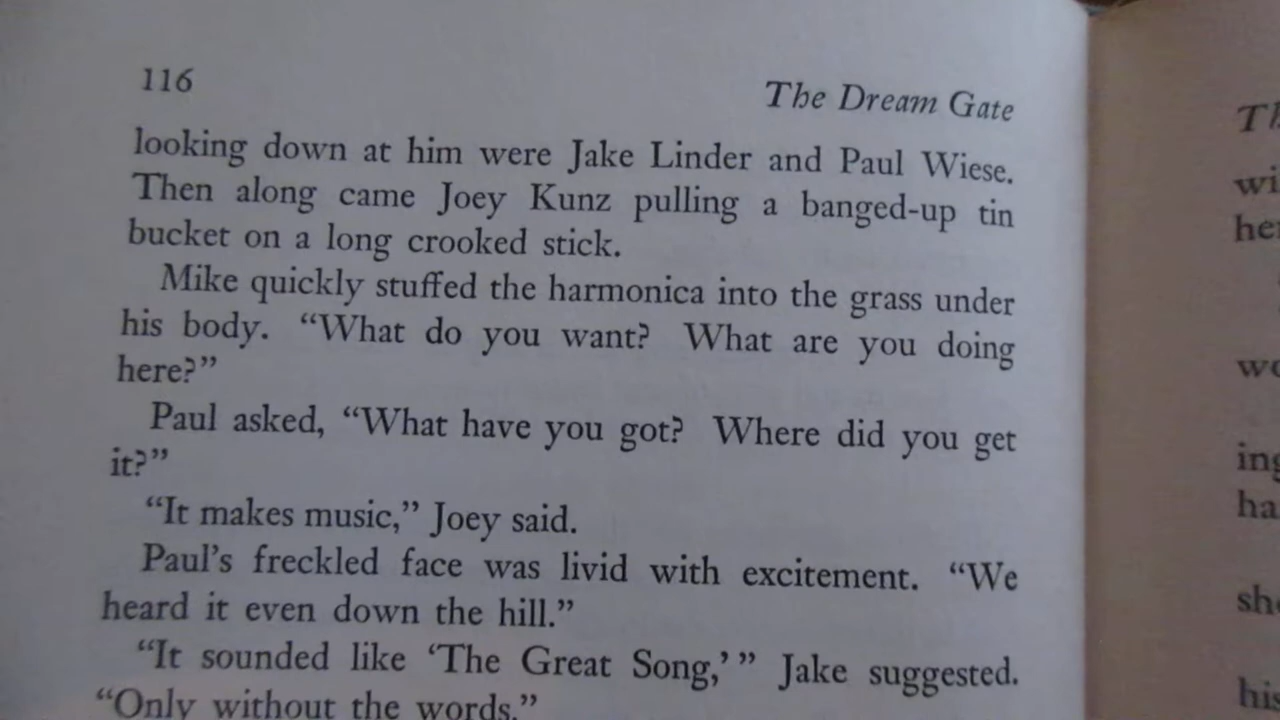 116
The Dream Gate
looking down at him were Jake Linder and Paul Wiese.
Then along came Joey Kunz pulling a banged-up tin
bucket on a long crooked stick.
Mike quickly stuffed the harmonica into the grass under
his body. “What do you want? What are you doing
here?”
Paul asked, “What have you got? Where did you get
it?”
“It makes music,” Joey said.
Paul’s freckled face was livid with excitement. “We
heard it even down the hill.”
“It sounded like ‘The Great Song,’ ” Jake suggested.
“Only without the words.”